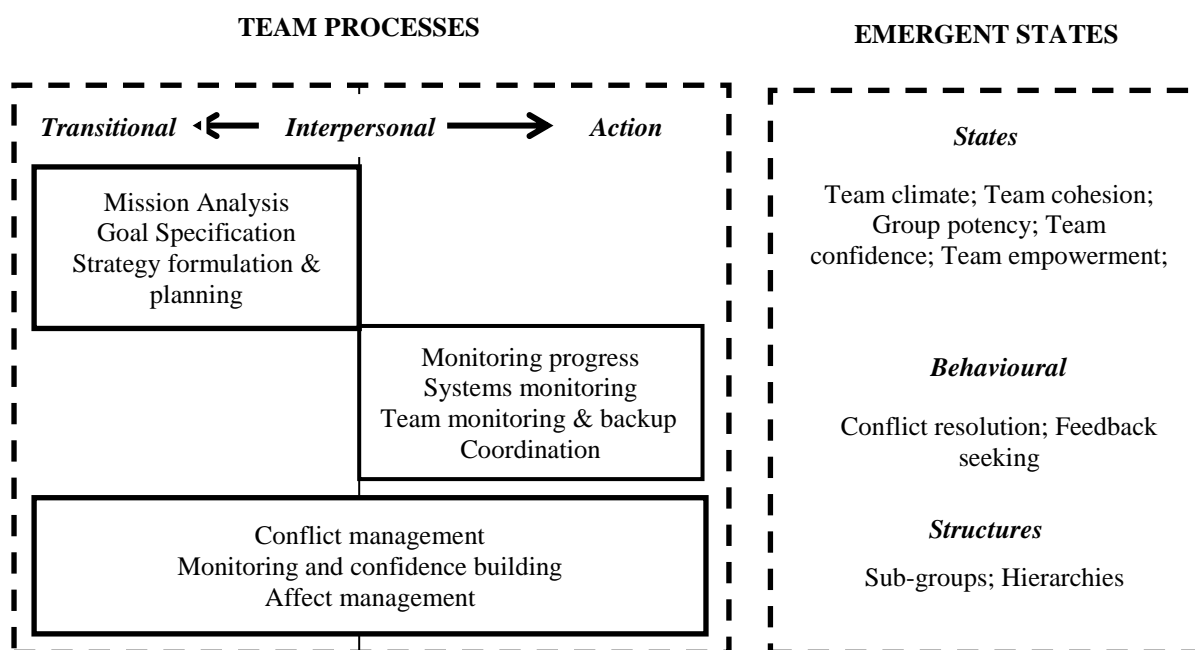 TEAM PROCESSES
Transitional Interpersonal Action
Mission Analysis
Goal Specification
Strategy formulation &
planning
Monitoring progress
Systems monitoring
Team monitoring & backup
Coordination
Conflict management
Monitoring and confidence building
Affect management
EMERGENT STATES
States
Team climate; Team cohesion;
Group potency; Team
confidence; Team empowerment;
Behavioural
Conflict resolution; Feedback
seeking
Structures
Sub-groups; Hierarchies